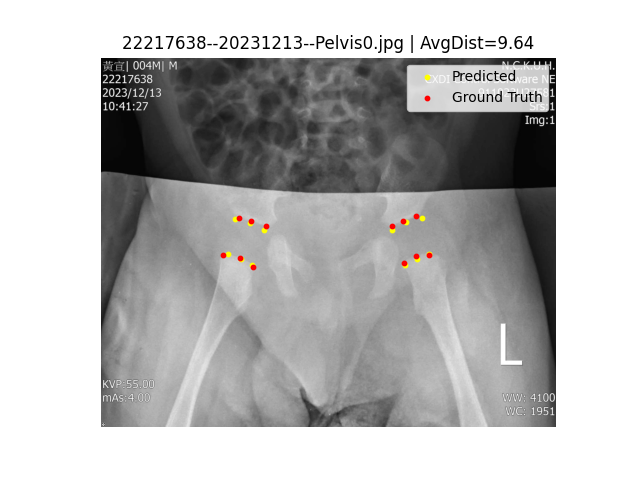 22217638--20231213--Pelvis0.jpg | AvgDist=9.64
黃宣| 004M| M
22217638
2023/12/13
10:41:27
N.C.K.U.H.
Predicted
Ground Truth
Img:1
L
KVP:55.00
mAs:4.00
WW: 4100
WC: 1951